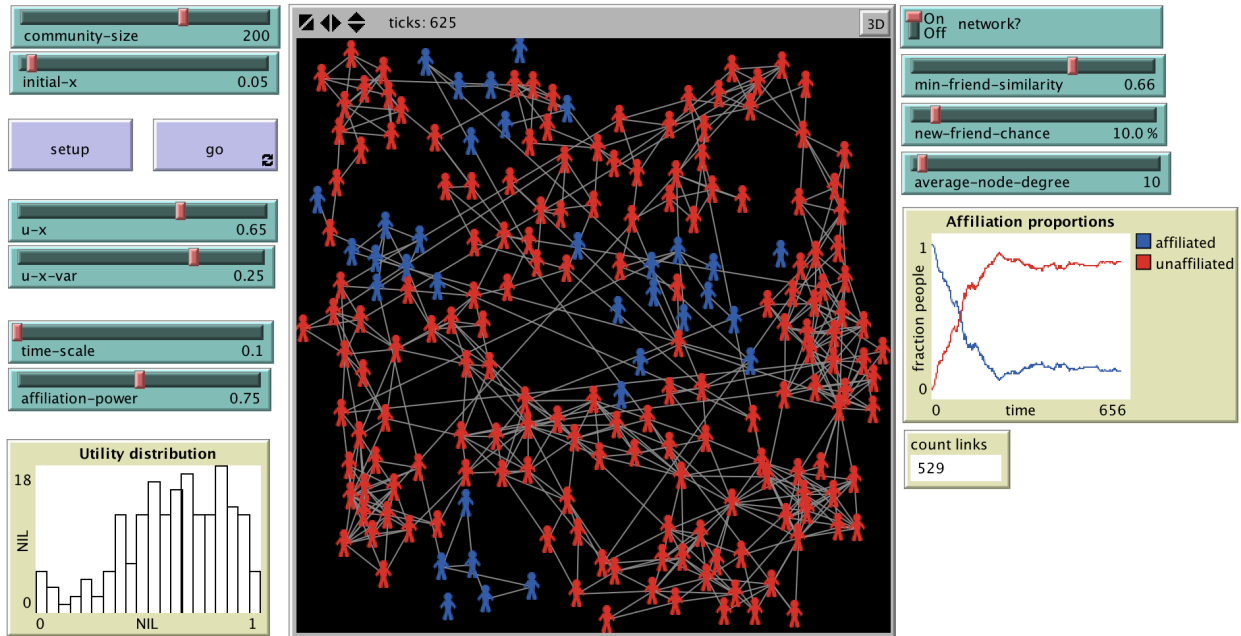 community-size 200
initial-x 0.05
setup
go
u-x 0.65
u-x-var 0.25
time-scale 0.1
affiliation-power 0.75
Utility distribution
18
NIL
0
0 NIL 1
ticks: 625
3D
On
Off
network?
min-friend-similarity 0.66
new-friend-chance 10.0 %
average-node-degree 10
Affiliation proportions
1
fraction people
0
0 time 656
affiliated
unaffiliated
count links
529